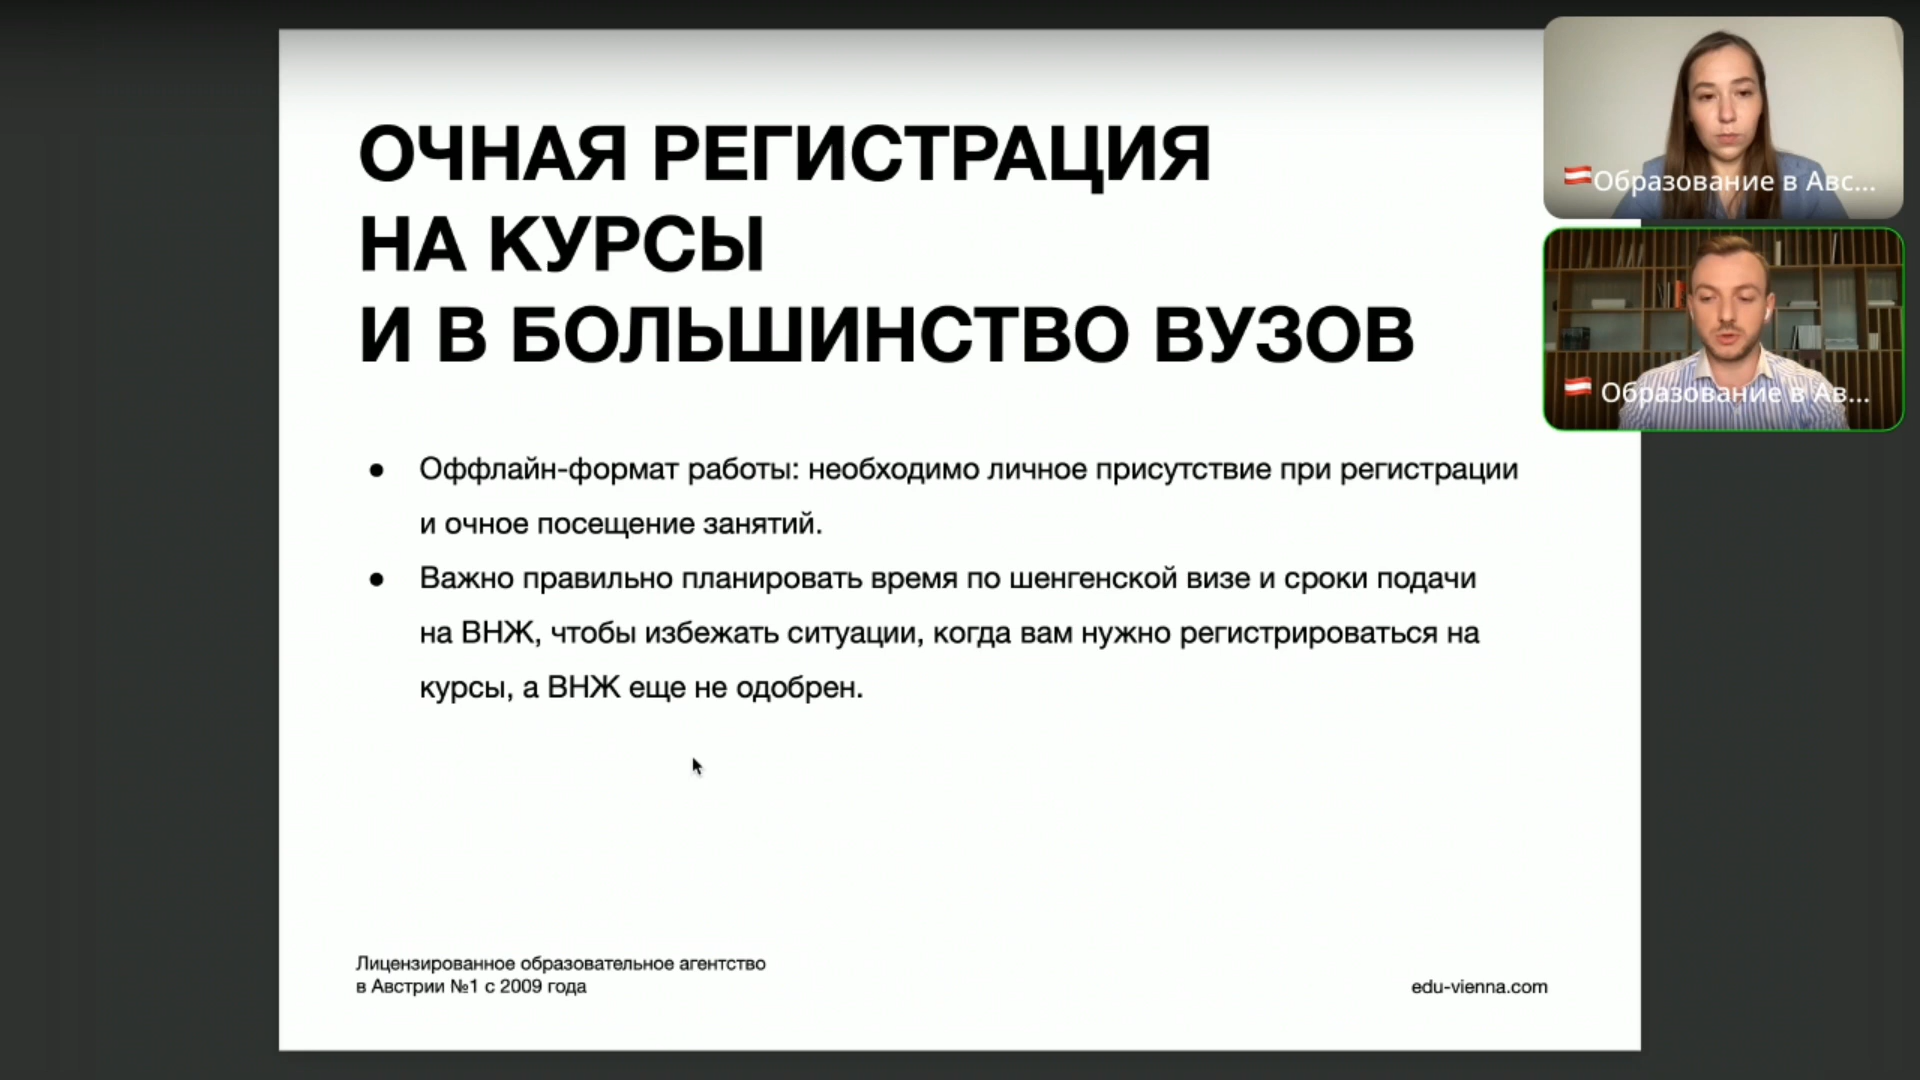 ОЧНАЯ РЕГИСТРАЦИЯ
НА КУРСЫ
И В БОЛЬШИНСТВО ВУЗОВ
● Оффлайн-формат работы: необходимо личное присутствие при регистрации
и очное посещение занятий.
● Важно правильно планировать время по шенгенской визе и сроки подачи
на ВНЖ, чтобы избежать ситуации, когда вам нужно регистрироваться на
курсы, а ВНЖ еще не одобрен.
Лицензированное образовательное агентство
в Австрии №1 с 2009 года
edu-vienna.com
Образование в Авс...
Образование в Ав...